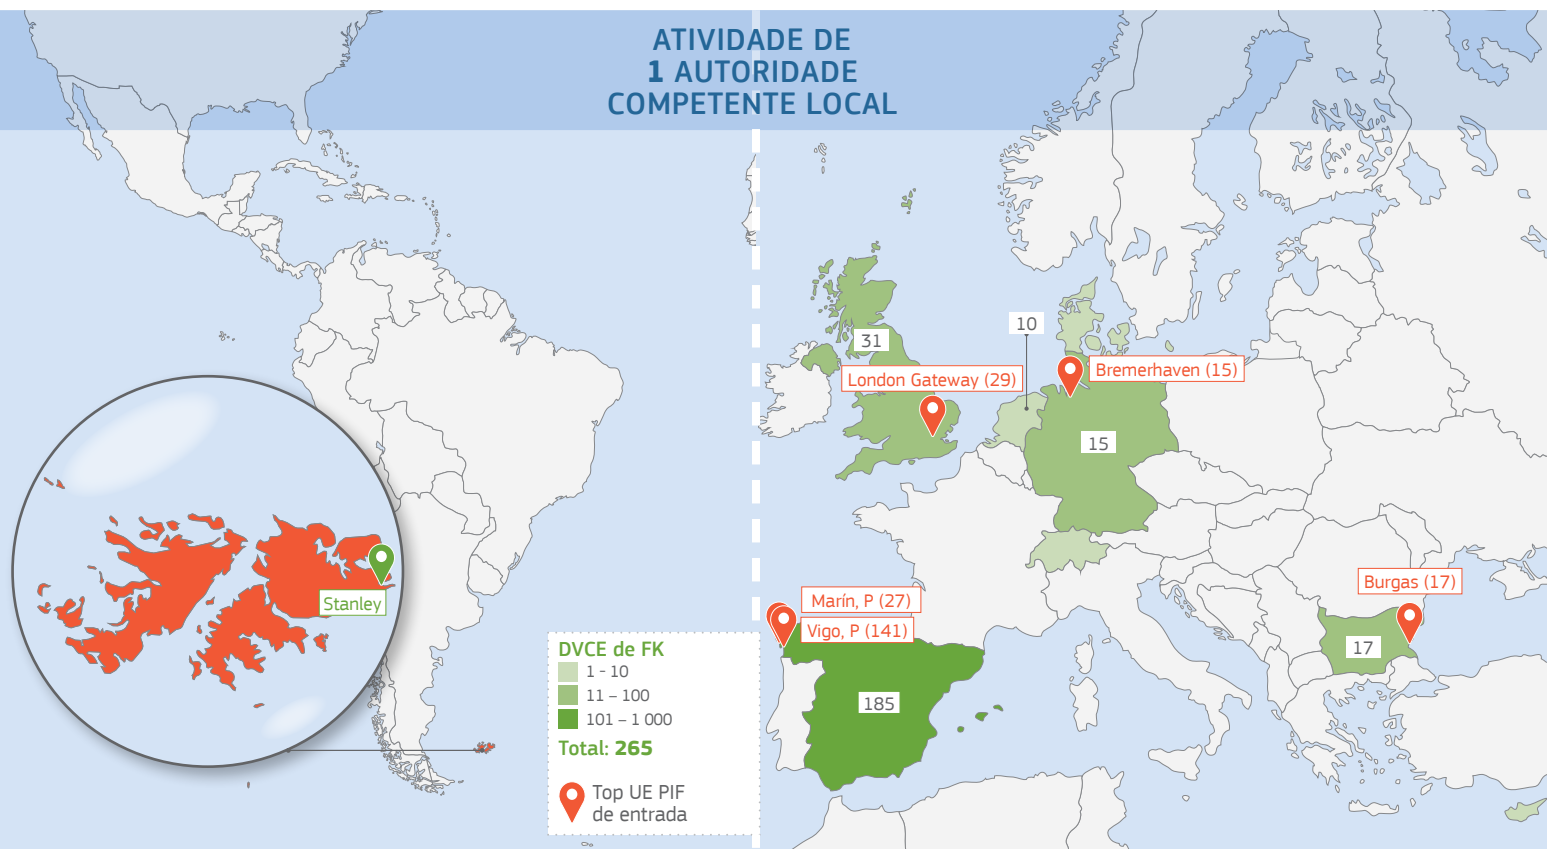 ATIVIDADE DE
1 AUTORIDADE
COMPETENTE LOCAL
10
31
London Gateway (29)
Bremerhaven (15)
15
Stanley
Marín, P (27)
Vigo, P (141)
Burgas (17)
17
185
DVCE de FK
1 - 10
11 – 100
101 – 1 000
Total: 265
Top UE PIF
de entrada